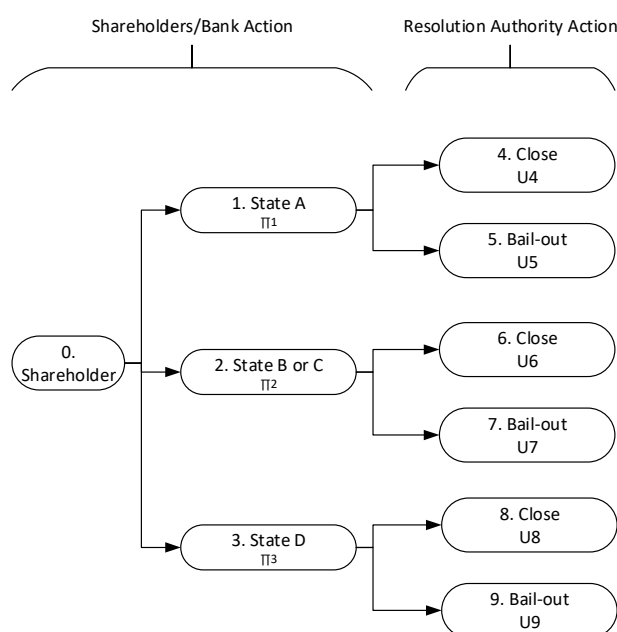 Shareholders/Bank Action
Resolution Authority Action
4. Close
U4
1. State A
∏1
5. Bail-out
U5
0.
Shareholder
6. Close
U6
2. State B or C
∏2
7. Bail-out
U7
8. Close
U8
3. State D
∏3
9. Bail-out
U9